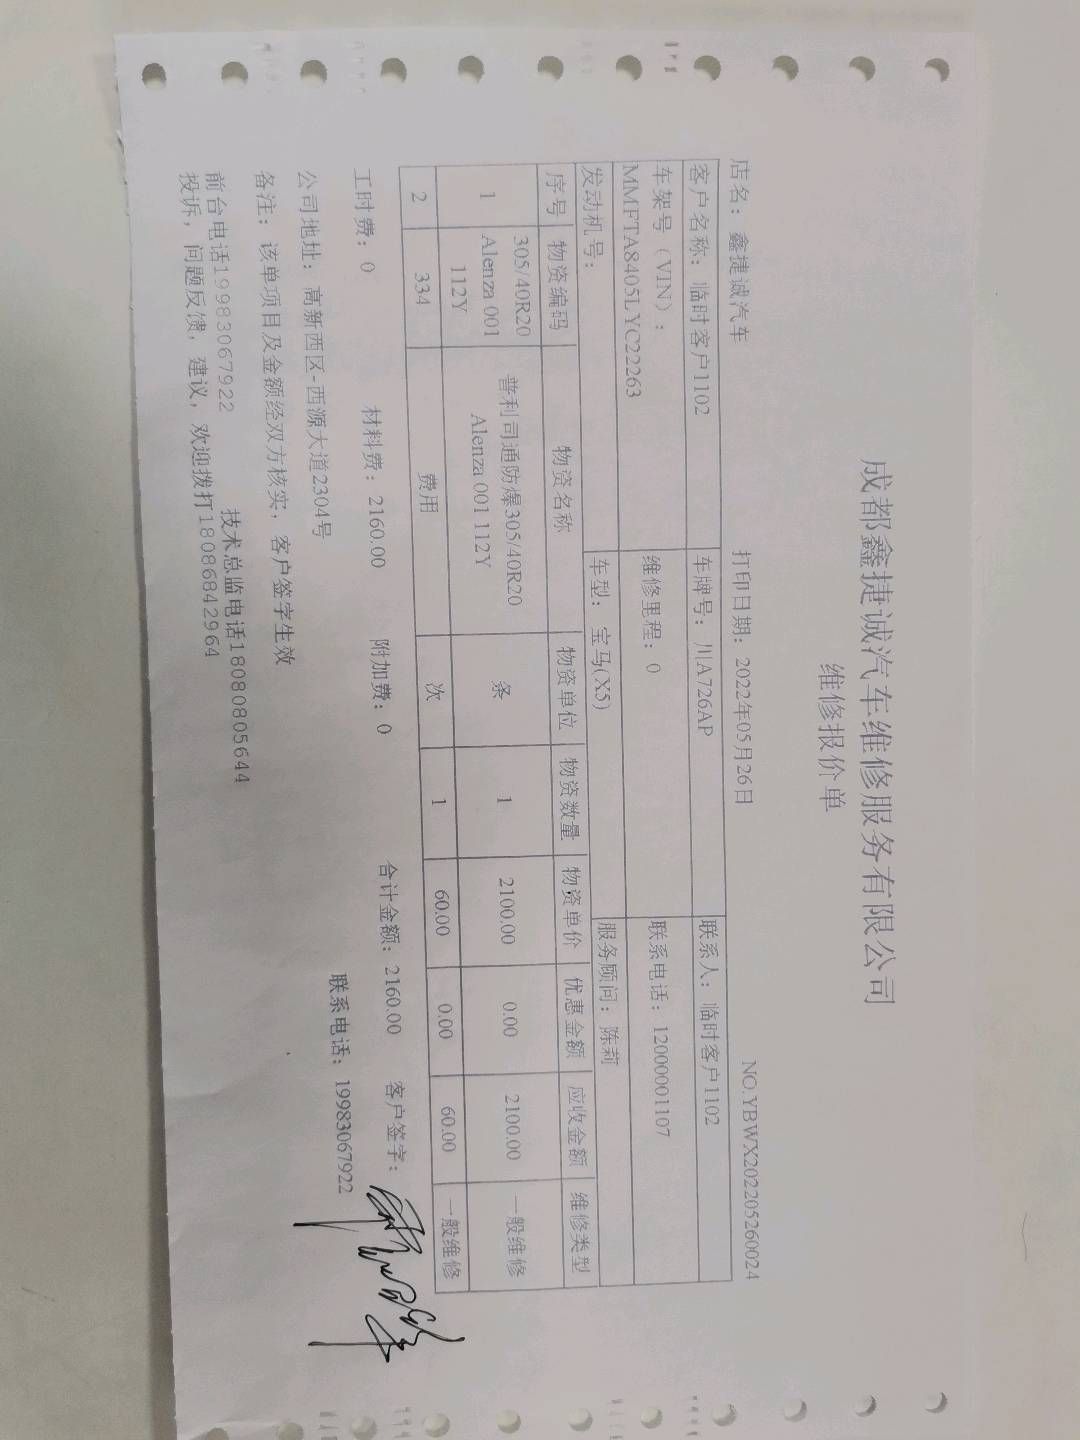 成都鑫捷诚汽车维修服务有限公司
维修报价单
店名：鑫捷诚汽车 打印日期：2022年05月26日 NO.YBWX202205260024
客户名称：临时客户1102 车牌号：川A726AP 联系人：临时客户1102
车架号（VIN）： 维修里程：0 联系电话：12000001107
MMFTA8405LYC22263
发动机号： 车型：宝马(X5) 服务顾问：陈莉
序号 物资编码 物资名称 物资单位 物资数量 物资单价 优惠金额 应收金额 维修类型
305/40R20 普利司通防爆305/40R20
1 Alenza 001 Alenza 001 112Y 条 1 2100.00 0.00 2100.00 一般维修
112Y
2 334 费用 次 1 60.00 0.00 60.00 一般维修
工时费：0 材料费：2160.00 附加费：0 合计金额：2160.00 客户签字：
公司地址：高新西区-西源大道2304号 联系电话：19983067922
备注：该单项目及金额经双方核实，客户签字生效
前台电话19983067922 技术总监电话18080805644
投诉，问题反馈，建议，欢迎拨打18086842964